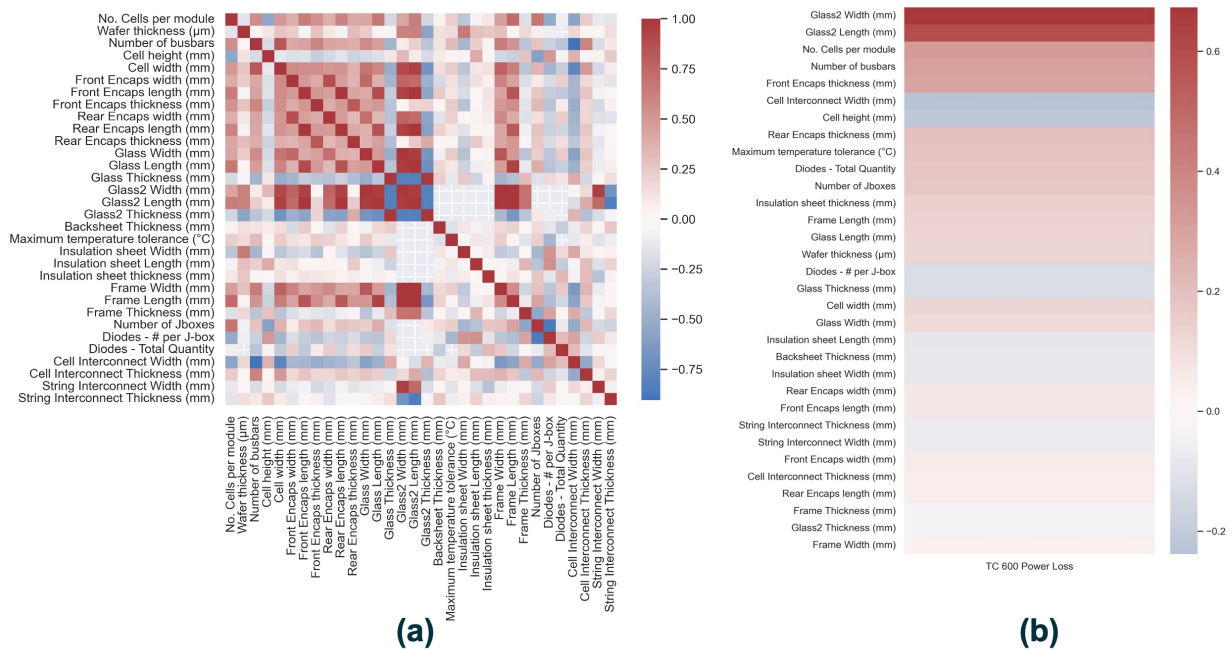 No. Cells per module
Wafer thickness (μm)
Number of busbars
Cell height (mm)
Cell width (mm)
Front Encaps width (mm)
Front Encaps length (mm)
Front Encaps thickness (mm)
Rear Encaps width (mm)
Rear Encaps length (mm)
Rear Encaps thickness (mm)
Glass Width (mm)
Glass Length (mm)
Glass Thickness (mm)
Glass2 Width (mm)
Glass2 Length (mm)
Glass2 Thickness (mm)
Backsheet Thickness (mm)
Maximum temperature tolerance (°C)
Insulation sheet Width (mm)
Insulation sheet Length (mm)
Insulation sheet thickness (mm)
Frame Width (mm)
Frame Length (mm)
Frame Thickness (mm)
Number of Jboxes
Diodes - # per J-box
Diodes - Total Quantity
Cell Interconnect Width (mm)
Cell Interconnect Thickness (mm)
String Interconnect Width (mm)
String Interconnect Thickness (mm)
No. Cells per module
Wafer thickness (μm)
Number of busbars
Cell height (mm)
Cell width (mm)
Front Encaps width (mm)
Front Encaps length (mm)
Front Encaps thickness (mm)
Rear Encaps width (mm)
Rear Encaps length (mm)
Rear Encaps thickness (mm)
Glass Width (mm)
Glass Length (mm)
Glass Thickness (mm)
Glass2 Width (mm)
Glass2 Length (mm)
Glass2 Thickness (mm)
Backsheet Thickness (mm)
Maximum temperature tolerance (°C)
Insulation sheet Width (mm)
Insulation sheet Length (mm)
Insulation sheet thickness (mm)
Frame Width (mm)
Frame Length (mm)
Frame Thickness (mm)
Number of Jboxes
Diodes - # per J-box
Diodes - Total Quantity
Cell Interconnect Width (mm)
Cell Interconnect Thickness (mm)
String Interconnect Width (mm)
String Interconnect Thickness (mm)
1.00
0.75
0.50
0.25
0.00
−0.25
−0.50
−0.75
(a)
Glass2 Width (mm)
Glass2 Length (mm)
No. Cells per module
Number of busbars
Front Encaps thickness (mm)
Cell Interconnect Width (mm)
Cell height (mm)
Rear Encaps thickness (mm)
Maximum temperature tolerance (°C)
Diodes - Total Quantity
Number of Jboxes
Insulation sheet thickness (mm)
Frame Length (mm)
Glass Length (mm)
Wafer thickness (μm)
Diodes - # per J-box
Glass Thickness (mm)
Cell width (mm)
Glass Width (mm)
Insulation sheet Length (mm)
Backsheet Thickness (mm)
Insulation sheet Width (mm)
Rear Encaps width (mm)
Front Encaps length (mm)
String Interconnect Thickness (mm)
String Interconnect Width (mm)
Front Encaps width (mm)
Cell Interconnect Thickness (mm)
Rear Encaps length (mm)
Frame Thickness (mm)
Glass2 Thickness (mm)
Frame Width (mm)
TC 600 Power Loss
0.6
0.4
0.2
0.0
−0.2
(b)